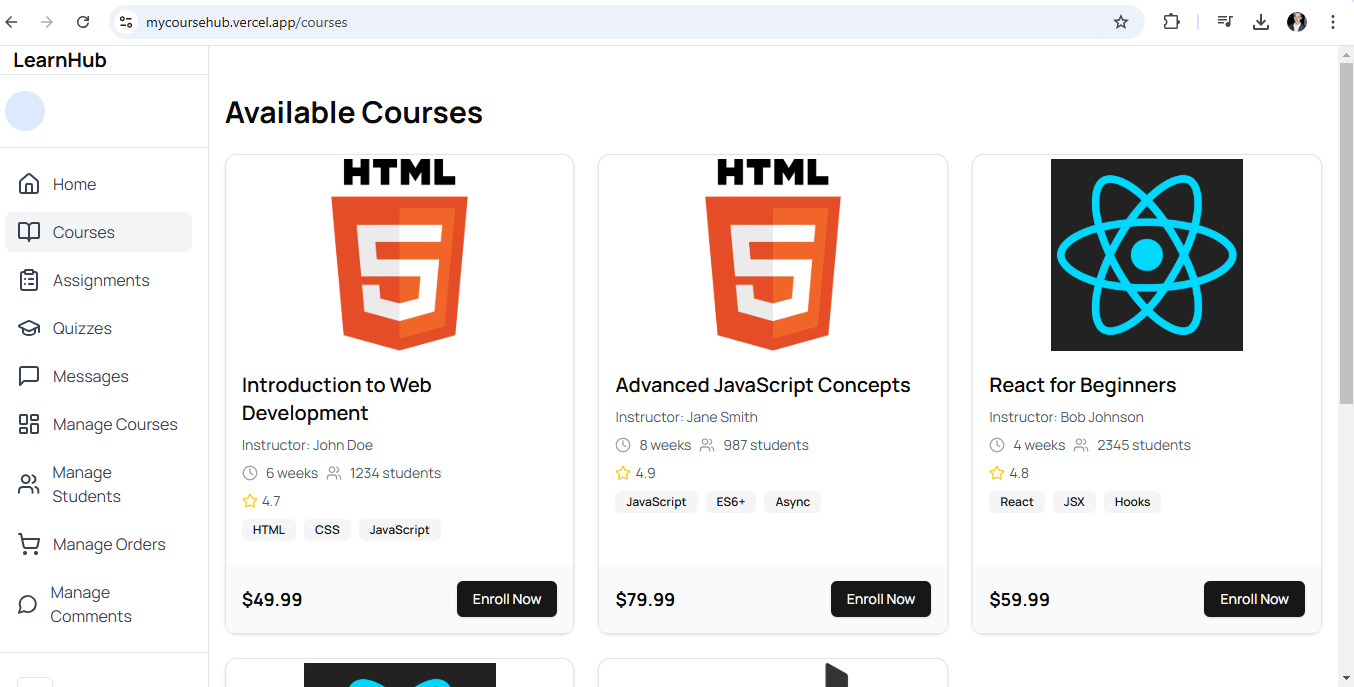 mycoursehub.vercel.app/courses
LearnHub
Home
Courses
Assignments
Quizzes
Messages
Manage Courses
Manage
Students
Manage Orders
Manage
Comments
Available Courses
HTML
5
Introduction to Web
Development
Instructor: John Doe
6 weeks 1234 students
4.7
HTML CSS JavaScript
$49.99 Enroll Now
HTML
5
Advanced JavaScript Concepts
Instructor: Jane Smith
8 weeks 987 students
4.9
JavaScript ES6+ Async
$79.99 Enroll Now
React for Beginners
Instructor: Bob Johnson
4 weeks 2345 students
4.8
React JSX Hooks
$59.99 Enroll Now